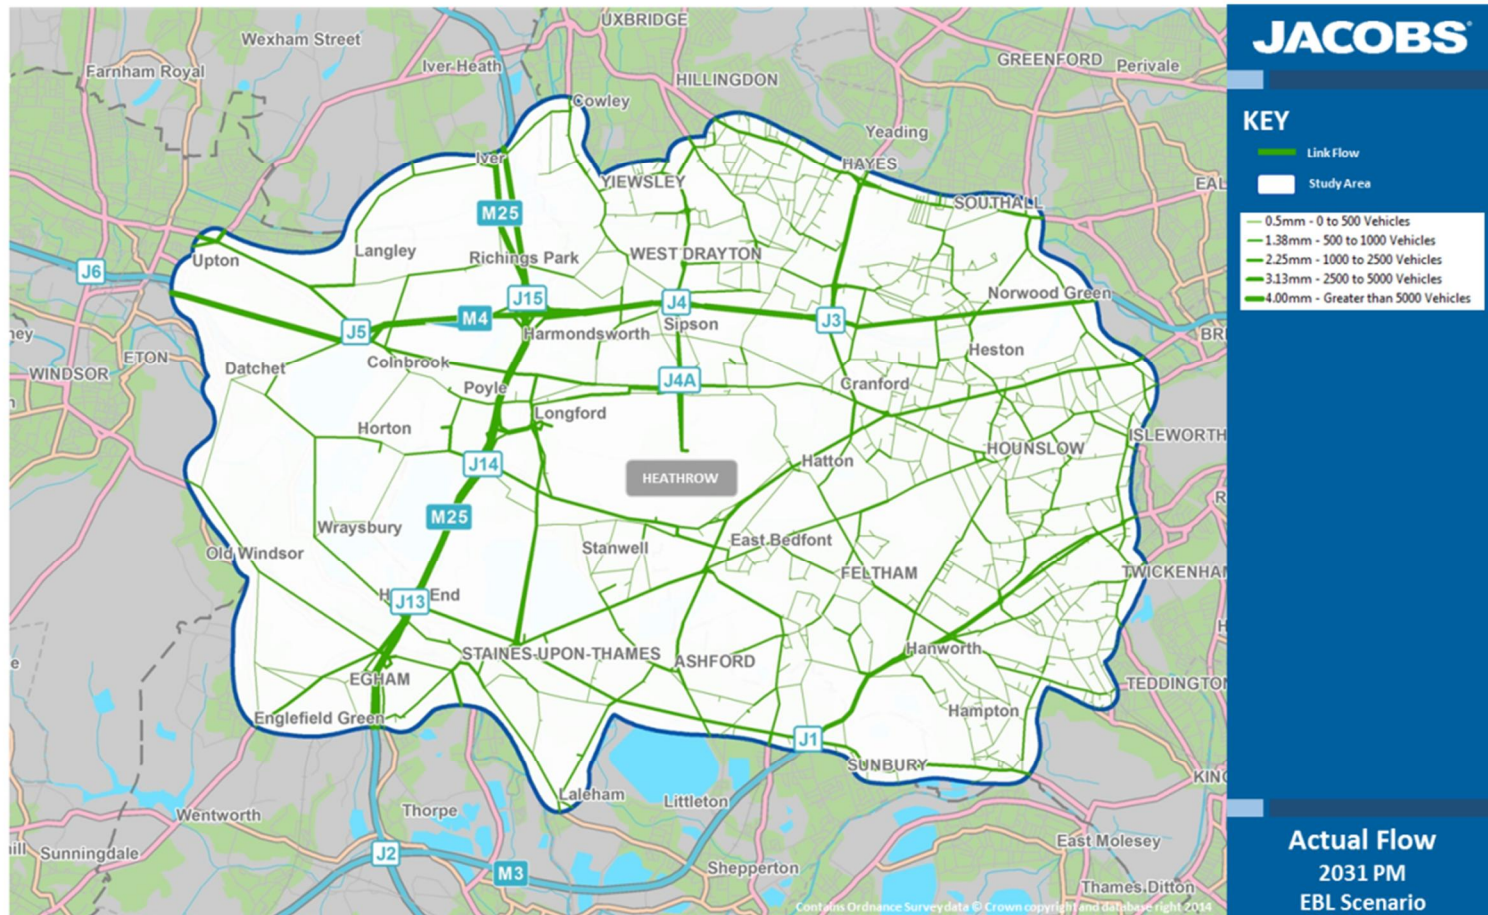 UXBRIDGE
Wexham Street
Iver Heath
Farnham Royal
HILLINGDON
GREENFORD
Perivale
Cowley
Yeading
Iver
HAYES
YIEWSLEY
EAL
SOUTHALL
M25
Langley
Richings Park
WEST DRAYTON
Upton
J6
J15
J4
Norwood Green
M4
J3
J5
Harmondsworth
Sipson
ney
BR
Heston
ETON
Colnbrook
Datchet
WINDSOR
Poyle
J4A
Cranford
Longford
Horton
HOUNSLOW
ISLEWORTH
J14
Hatton
HEATHROW
R
M25
Wraysbury
Old Windsor
Stanwell
East Bedfont
FELTHAM
TWICKENHAM
J13
End
STAINES-UPON-THAMES
ASHFORD
Hanworth
EGHAM
TEDDINGTON
Englefield Green
Hampton
J1
SUNBURY
KING
Laleham
Littleton
Wentworth
Thorpe
Sunningdale
J2
M3
Shepperton
East Molesey
Thames Ditton
Contains Ordnance Survey data © Crown copyright and database right 2014
JACOBS
KEY
Link Flow
Study Area
0.5mm - 0 to 500 Vehicles
1.38mm - 500 to 1000 Vehicles
2.25mm - 1000 to 2500 Vehicles
3.13mm - 2500 to 5000 Vehicles
4.00mm - Greater than 5000 Vehicles
Actual Flow
2031 PM
EBL Scenario